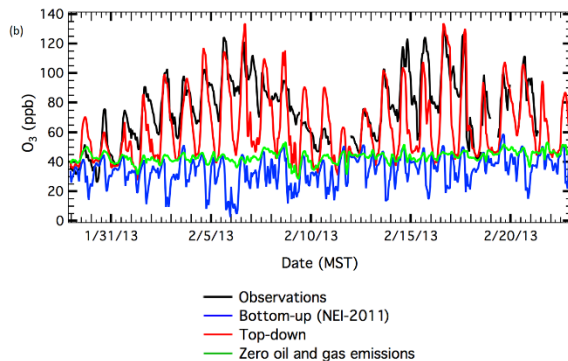 (b)
140
120
100
80
60
40
20
0
O3 (ppb)
1/31/13 2/5/13 2/10/13 2/15/13 2/20/13
Date (MST)
Observations
Bottom-up (NEI-2011)
Top-down
Zero oil and gas emissions